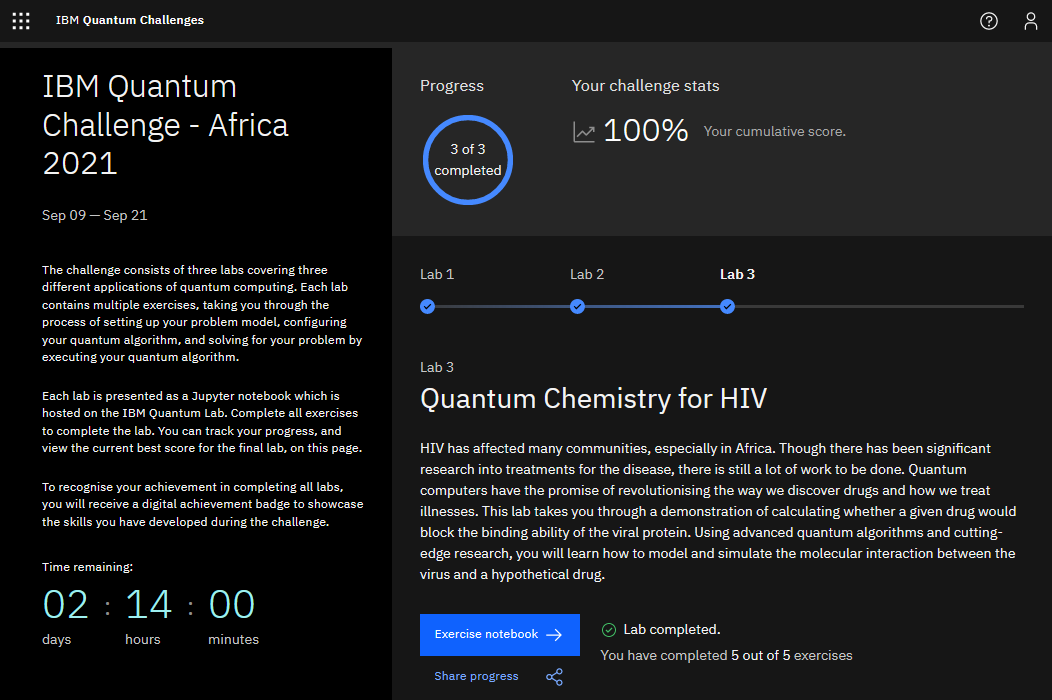 IBM Quantum Challenges
IBM Quantum
Challenge - Africa
2021
Sep 09 — Sep 21
The challenge consists of three labs covering three
different applications of quantum computing. Each lab
contains multiple exercises, taking you through the
process of setting up your problem model, configuring
your quantum algorithm, and solving for your problem by
executing your quantum algorithm.
Each lab is presented as a Jupyter notebook which is
hosted on the IBM Quantum Lab. Complete all exercises
to complete the lab. You can track your progress, and
view the current best score for the final lab, on this page.
To recognise your achievement in completing all labs,
you will receive a digital achievement badge to showcase
the skills you have developed during the challenge.
Time remaining:
02 : 14 : 00
days hours minutes
Progress
3 of 3
completed
Your challenge stats
100% Your cumulative score.
Lab 1 Lab 2 Lab 3
Lab 3
Quantum Chemistry for HIV
HIV has affected many communities, especially in Africa. Though there has been significant
research into treatments for the disease, there is still a lot of work to be done. Quantum
computers have the promise of revolutionising the way we discover drugs and how we treat
illnesses. This lab takes you through a demonstration of calculating whether a given drug would
block the binding ability of the viral protein. Using advanced quantum algorithms and cutting-
edge research, you will learn how to model and simulate the molecular interaction between the
virus and a hypothetical drug.
Exercise notebook
Share progress
Lab completed.
You have completed 5 out of 5 exercises